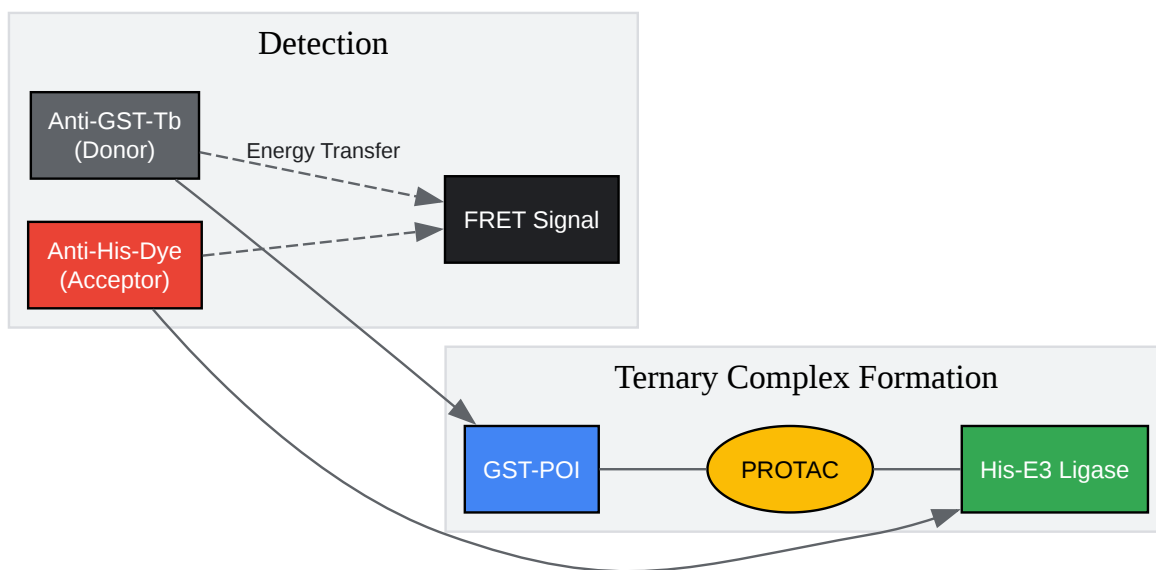 Detection
Anti-GST-Tb
(Donor)
Energy Transfer
FRET Signal
Anti-His-Dye
(Acceptor)
Ternary Complex Formation
GST-POI
PROTAC
His-E3 Ligase